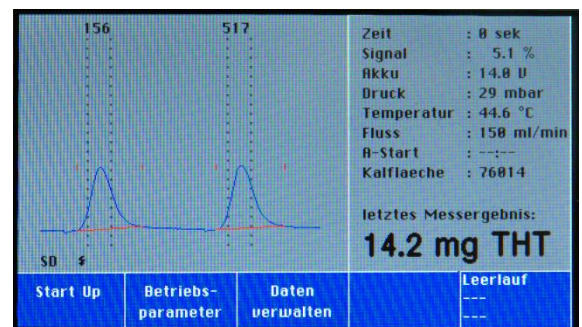 156 517
Zeit : 0 sek
Signal : 5.1 %
Akku : 14.0 V
Druck : 29 mbar
Temperatur : 44.6 °C
Fluss : 150 ml/min
A-Start : --:--
Kalflaeche : 76014
letztes Messergebnis:
14.2 mg THT
SD $
Start Up
Betriebs-
parameter
Daten
verwalten
Leerlauf
---
---